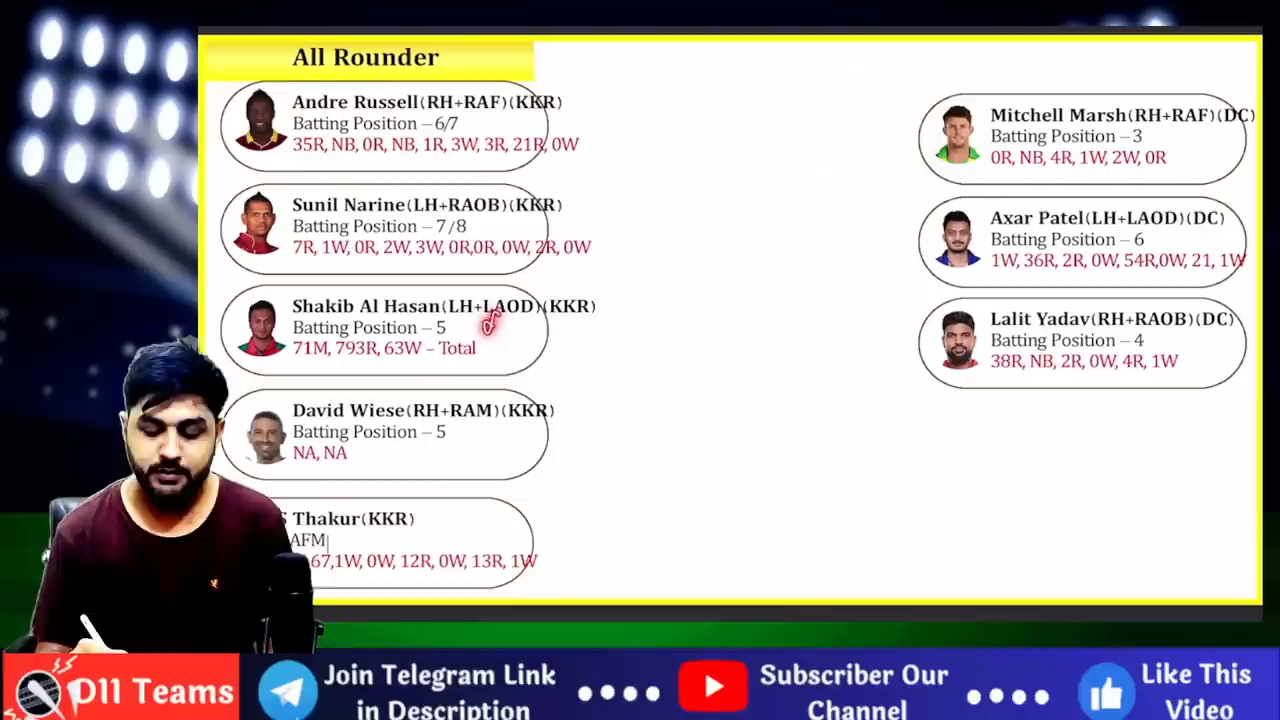 All Rounder
Andre Russell(RH+RAF)(KKR)
Batting Position – 6/7
35R, NB, 0R, NB, 1R, 3W, 3R, 21R, 0W
Sunil Narine(LH+RAOB)(KKR)
Batting Position – 7/8
7R, 1W, 0R, 2W, 3W, 0R,0R, 0W, 2R, 0W
Shakib Al Hasan(LH+LAOD)(KKR)
Batting Position – 5
71M, 793R, 63W – Total
David Wiese(RH+RAM)(KKR)
Batting Position – 5
NA, NA
S Thakur(KKR)
AFM
67,1W, 0W, 12R, 0W, 13R, 1W
Mitchell Marsh(RH+RAF)(DC)
Batting Position – 3
0R, NB, 4R, 1W, 2W, 0R
Axar Patel(LH+LAOD)(DC)
Batting Position – 6
1W, 36R, 2R, 0W, 54R,0W, 21, 1W
Lalit Yadav(RH+RAOB)(DC)
Batting Position – 4
38R, NB, 2R, 0W, 4R, 1W
D11 Teams
Join Telegram Link
in Description
Subscriber Our
Channel
Like This
Video